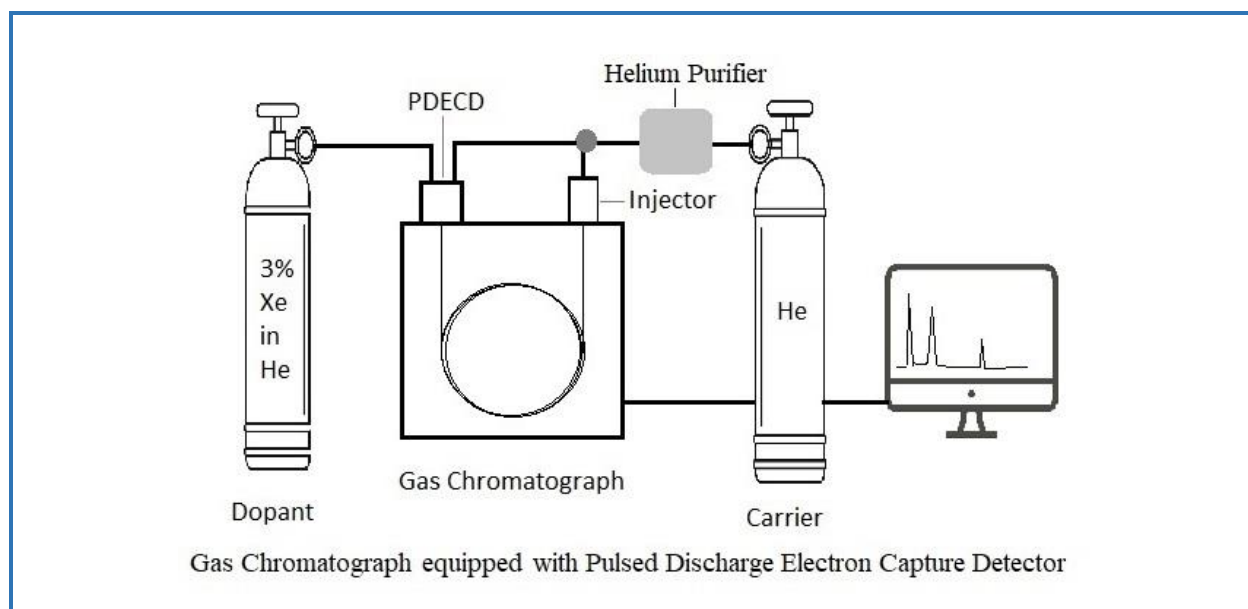 Helium Purifier
PDECD
Injector
3%
Xe
in
He
He
Gas Chromatograph
Dopant
Carrier
Gas Chromatograph equipped with Pulsed Discharge Electron Capture Detector